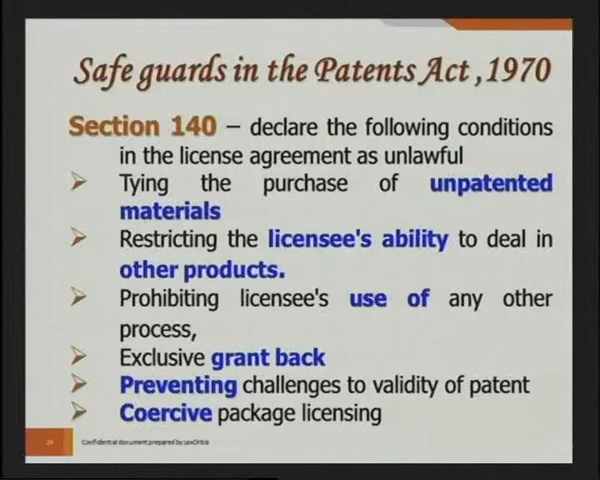 Safe guards in the Patents Act ,1970
Section 140 – declare the following conditions
in the license agreement as unlawful
Tying the purchase of unpatented
materials
Restricting the licensee's ability to deal in
other products.
Prohibiting licensee's use of any other
process,
Exclusive grant back
Preventing challenges to validity of patent
Coercive package licensing
Confidential document prepared by LexOrbis